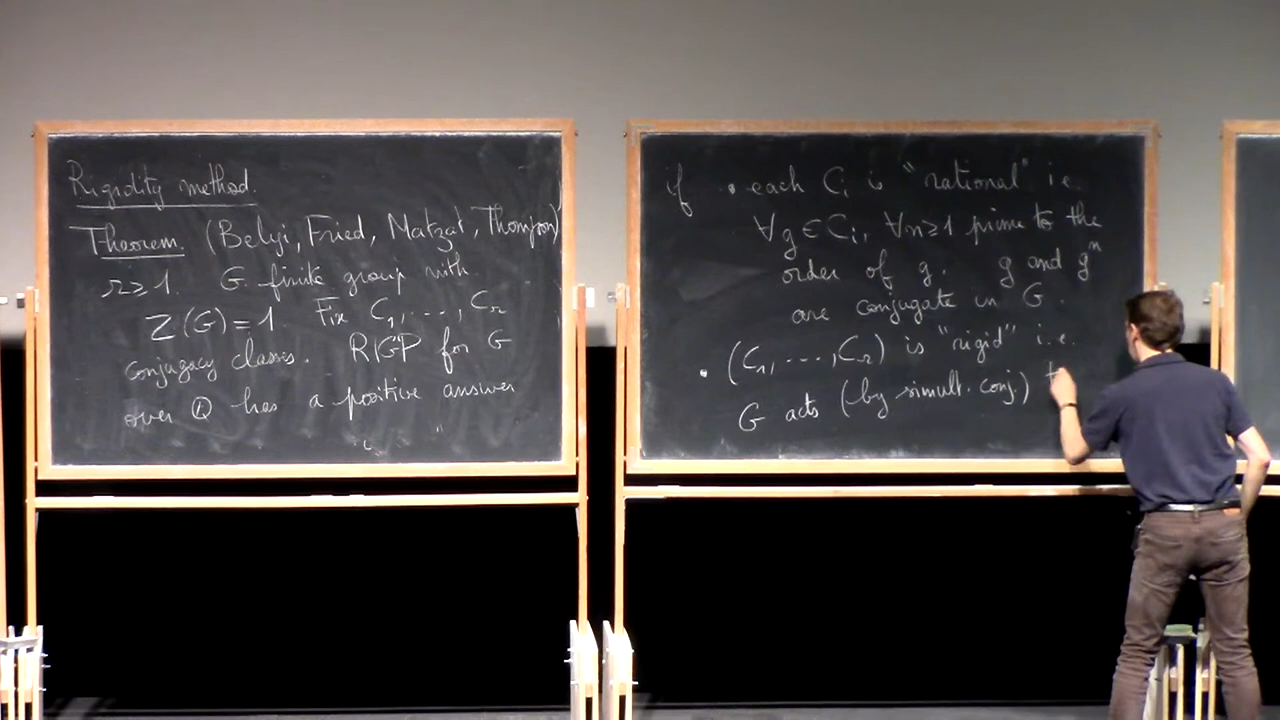 Rigidity method.
Theorem. (Belyi, Fried, Matzat, Thompson)
r ≥ 1. G finite group with
Z(G) = 1. Fix C₁, ..., Cᵣ
conjugacy classes. RIGP for G
over ℚ has a positive answer
if • each Cᵢ is "rational" i.e.
∀g ∈ Cᵢ, ∀n ≥ 1 prime to the
order of g. g and gⁿ
are conjugate in G.
• (C₁, ..., Cᵣ) is "rigid" i.e.
G acts (by simult. conj.) t